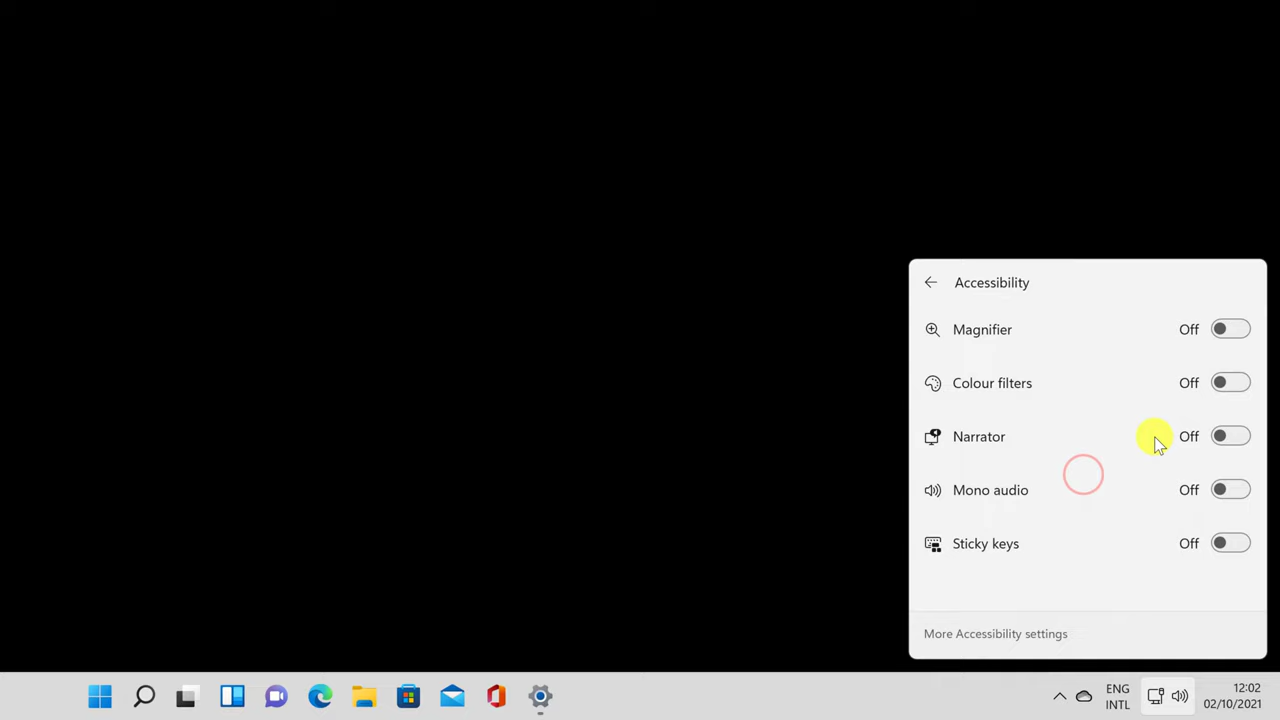 Accessibility
Magnifier Off
Colour filters Off
Narrator Off
Mono audio Off
Sticky keys Off
More Accessibility settings
ENG 12:02
INTL 02/10/2021